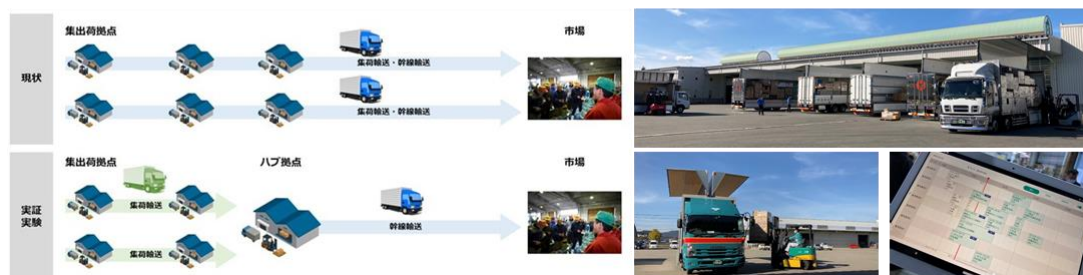 集出荷拠点
市場
現状
集荷輸送・幹線輸送
集荷輸送・幹線輸送
集出荷拠点
ハブ拠点
市場
実証
実験
集荷輸送
幹線輸送
集荷輸送